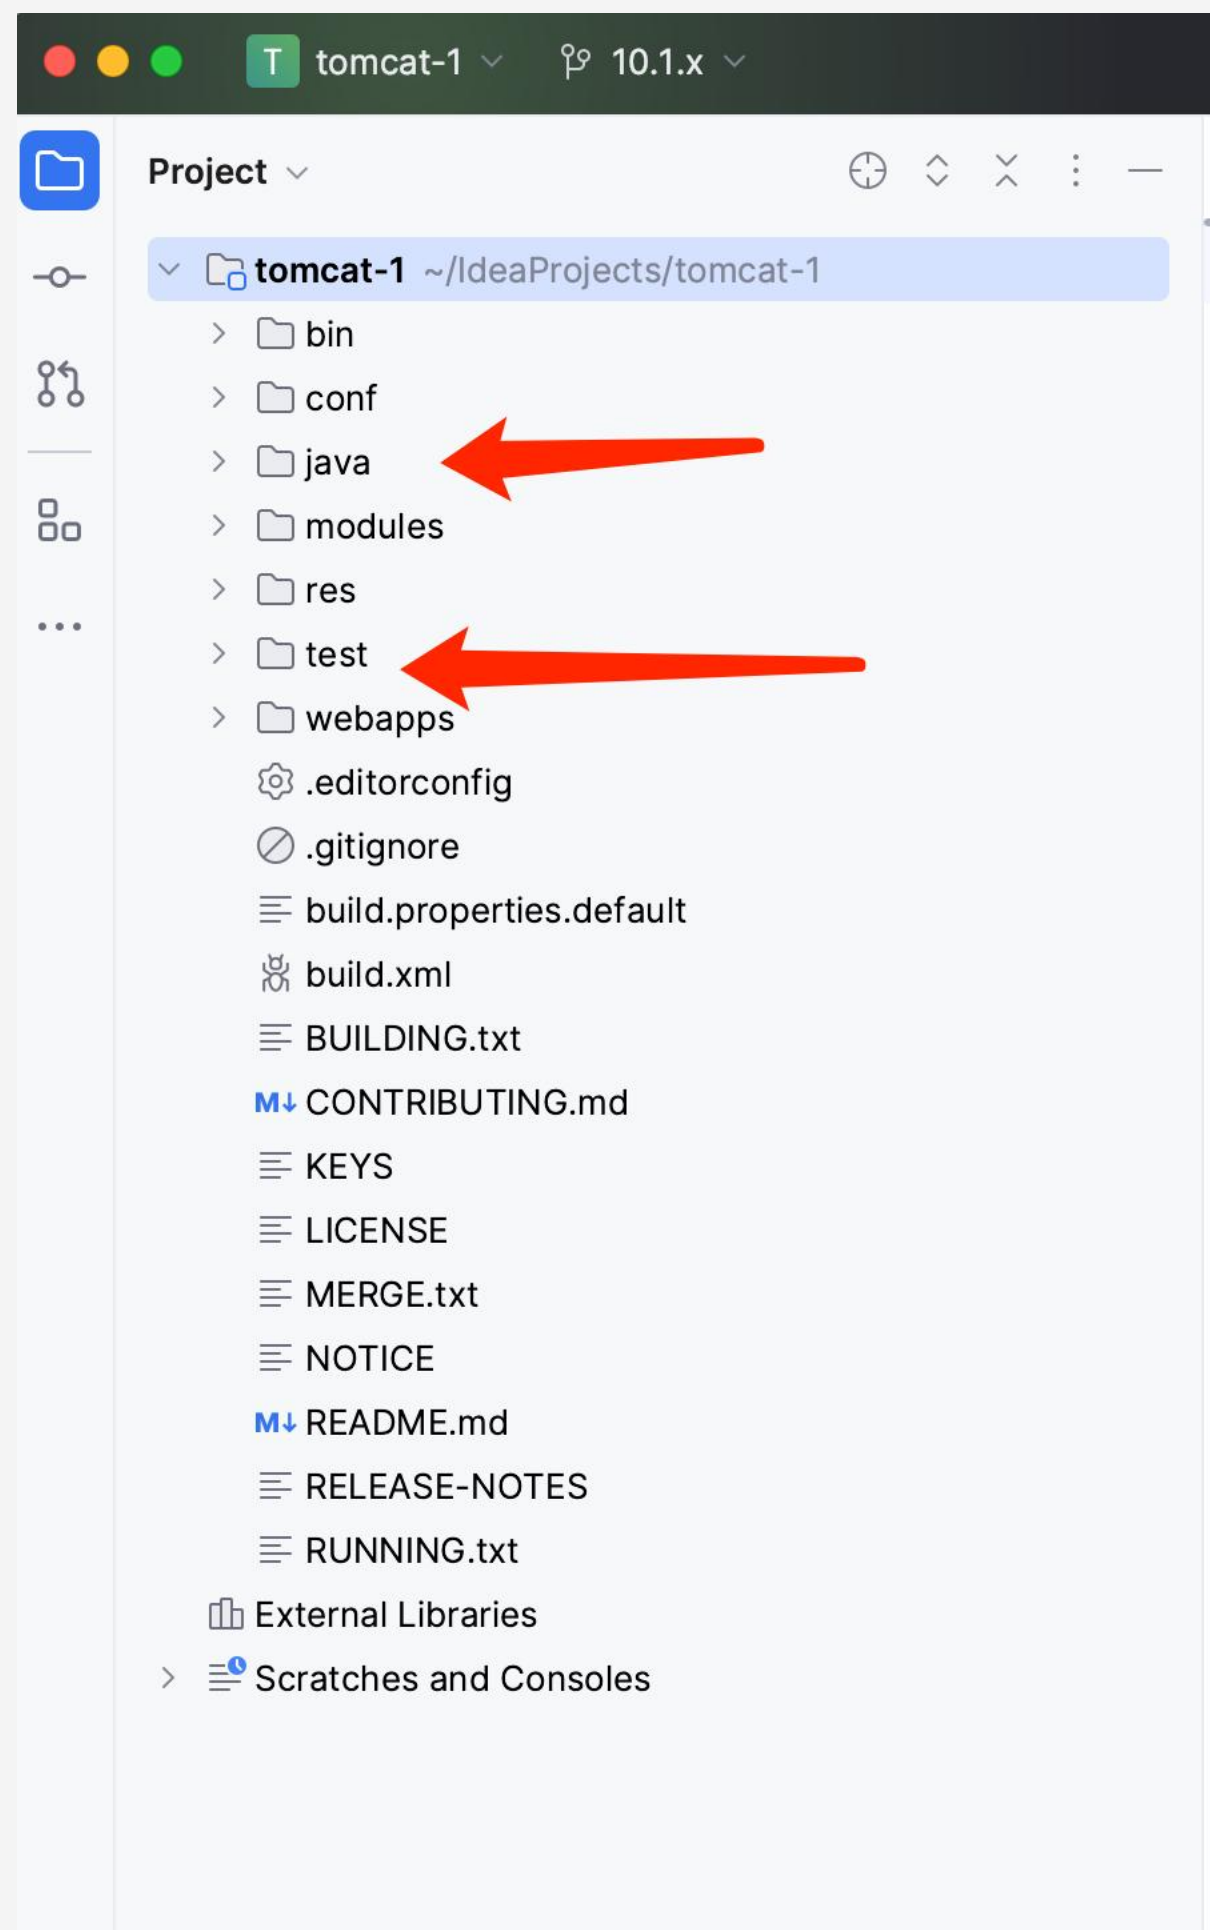 T tomcat-1 10.1.x
Project
tomcat-1 ~/IdeaProjects/tomcat-1
bin
conf
java
modules
res
test
webapps
.editorconfig
.gitignore
build.properties.default
build.xml
BUILDING.txt
M↓ CONTRIBUTING.md
KEYS
LICENSE
MERGE.txt
NOTICE
M↓ README.md
RELEASE-NOTES
RUNNING.txt
External Libraries
Scratches and Consoles